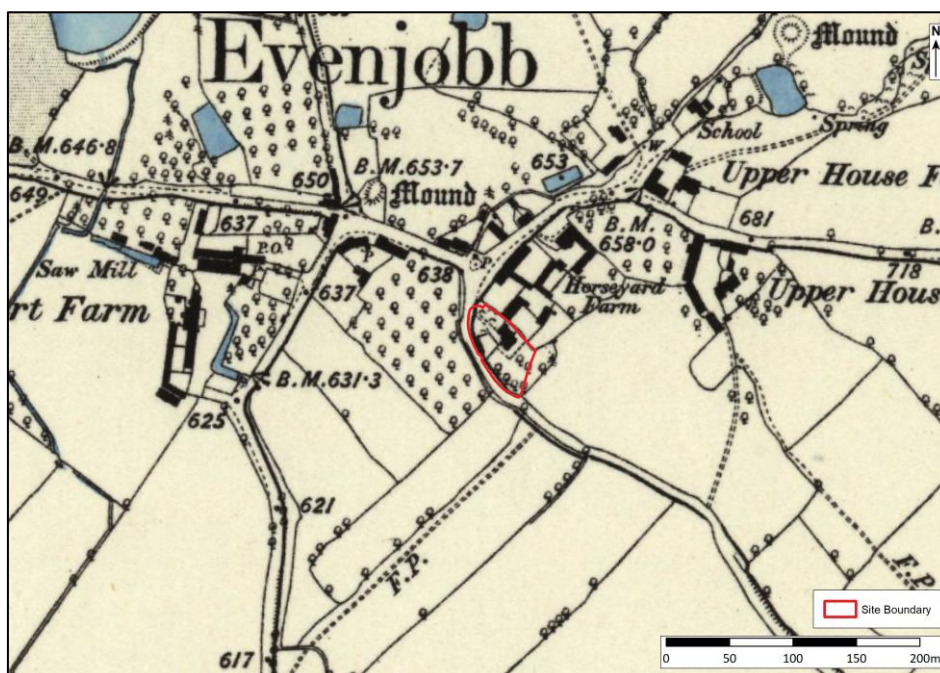 Evenjobb
Mound
N
School
Spring
B.M.646·8
649
650
B.M.653·7
Mound
653
W
Upper House F
B.M.
658·0
681
B.
718
637
P.O.
Saw Mill
rt Farm
637
P
638
P
Horseyard
Farm
Upper Hous
B.M.631·3
625
621
F.P.
F.P.
617
Site Boundary
0 50 100 150 200m